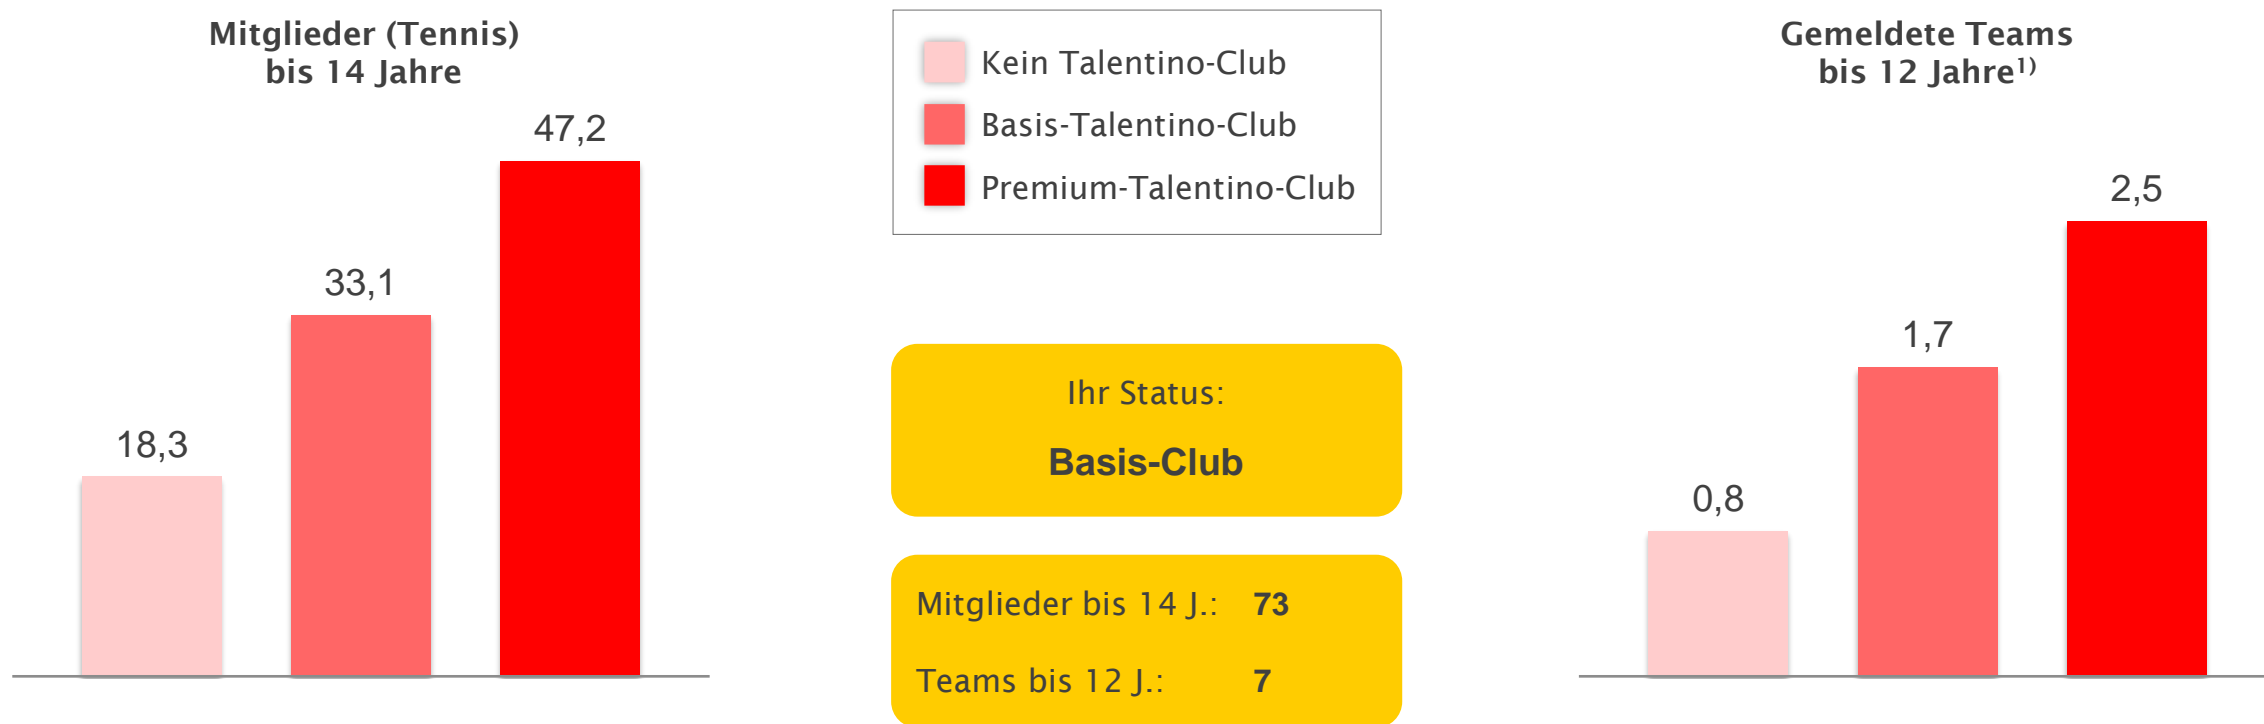 Mitglieder (Tennis)
bis 14 Jahre
47,2
33,1
18,3
Kein Talentino-Club
Basis-Talentino-Club
Premium-Talentino-Club
Ihr Status:
Basis-Club
Mitglieder bis 14 J.: 73
Teams bis 12 J.: 7
Gemeldete Teams
bis 12 Jahre¹⁾
2,5
1,7
0,8